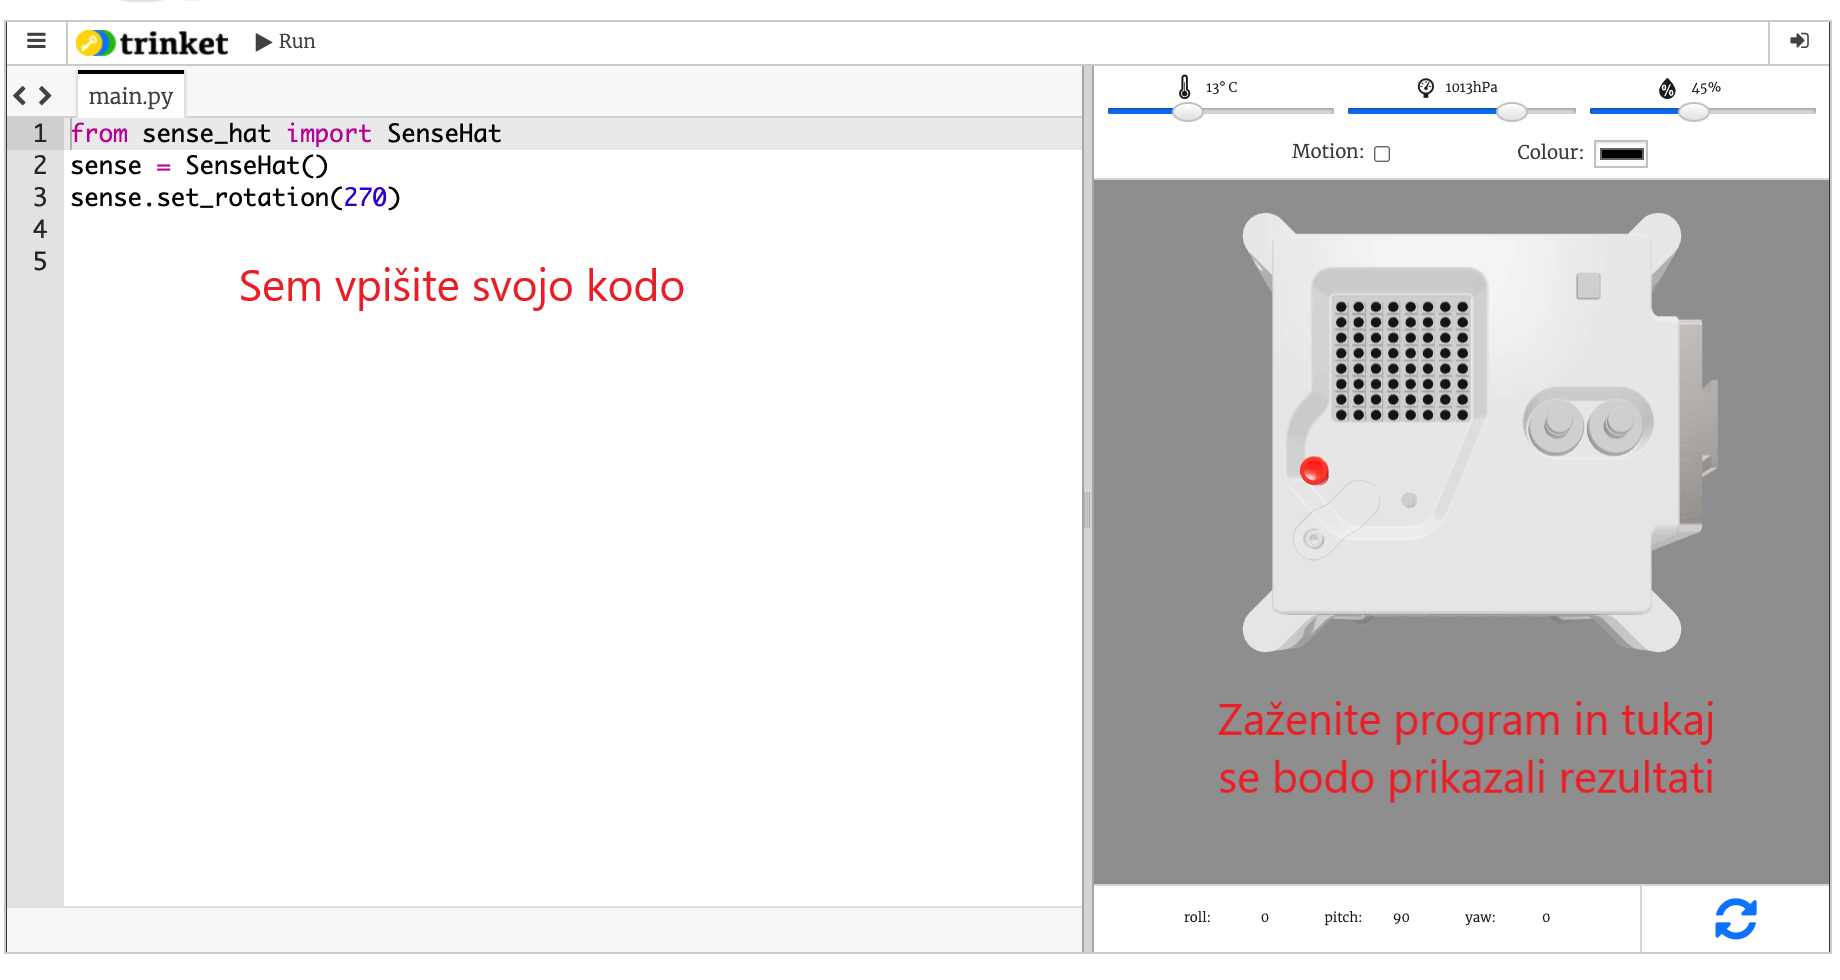 trinket Run
main.py
1 from sense_hat import SenseHat
2 sense = SenseHat()
3 sense.set_rotation(270)
4
5
Sem vpišite svojo kodo
13°C 1013hPa 45%
Motion: Colour:
Zaženite program in tukaj
se bodo prikazali rezultati
roll: 0 pitch: 90 yaw: 0